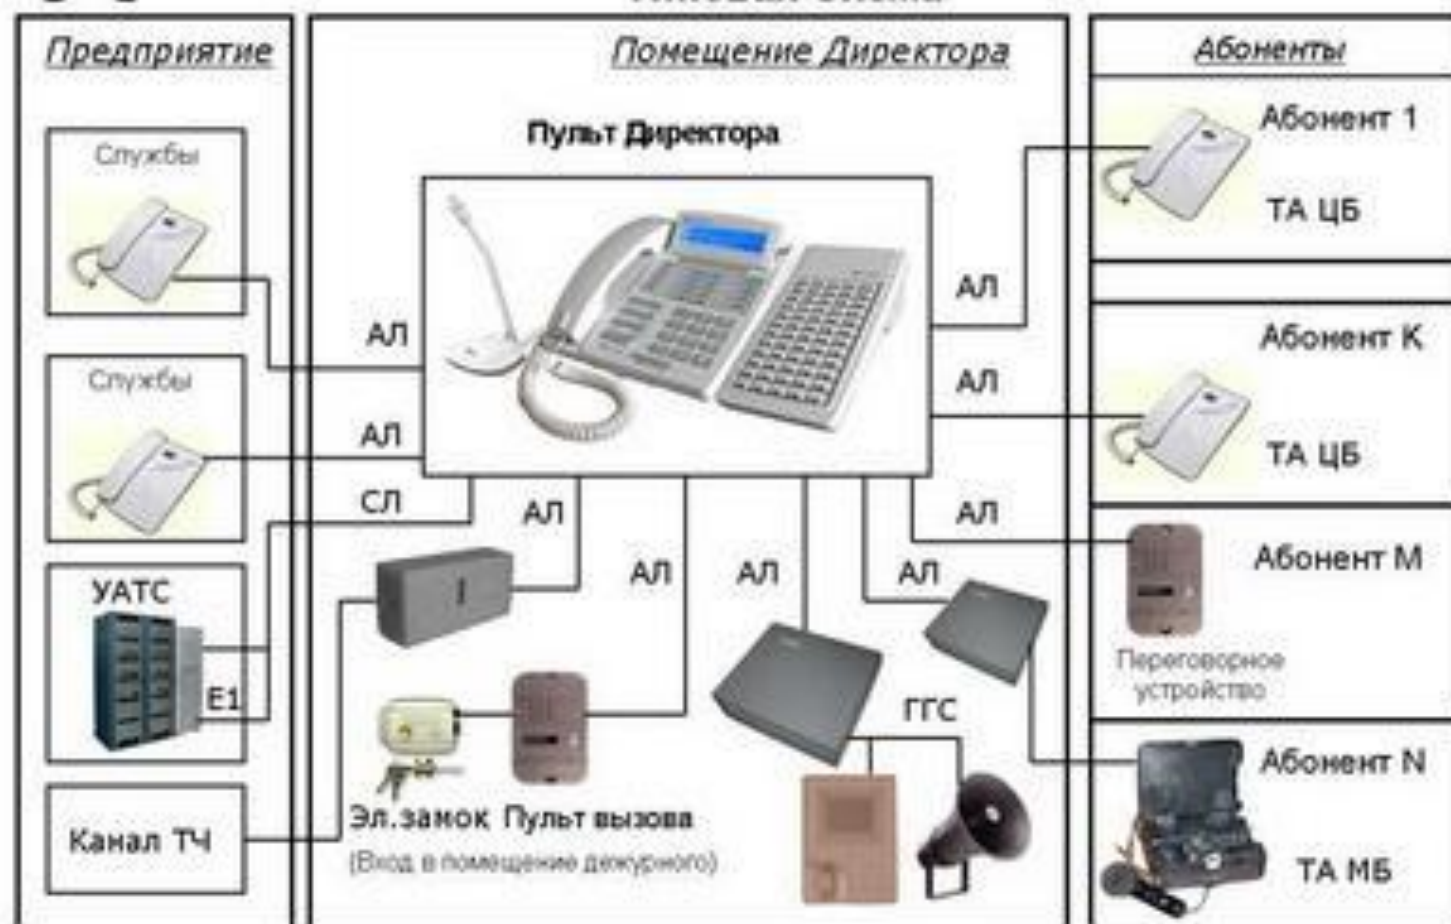 Предприятие
Помещение Директора
Абоненты
Пульт Директора
Службы
Службы
УАТС
E1
Канал ТЧ
АЛ
АЛ
СЛ
АЛ
АЛ
АЛ
АЛ
АЛ
АЛ
АЛ
ГГС
Эл.замок Пульт вызова
(Вход в помещение дежурного)
Абонент 1
ТА ЦБ
Абонент К
ТА ЦБ
Абонент М
Переговорное
устройство
Абонент N
ТА МБ